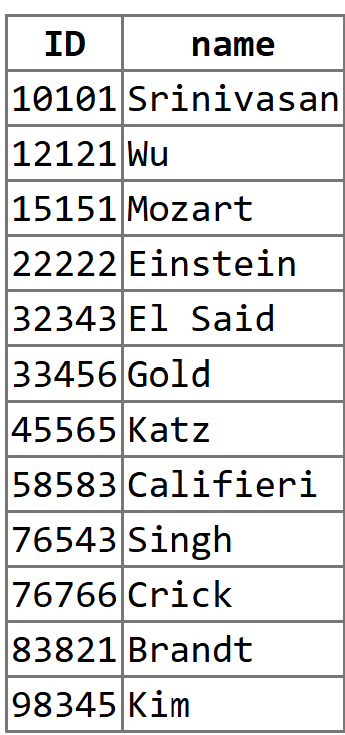 ID name
10101 Srinivasan
12121 Wu
15151 Mozart
22222 Einstein
32343 El Said
33456 Gold
45565 Katz
58583 Califieri
76543 Singh
76766 Crick
83821 Brandt
98345 Kim